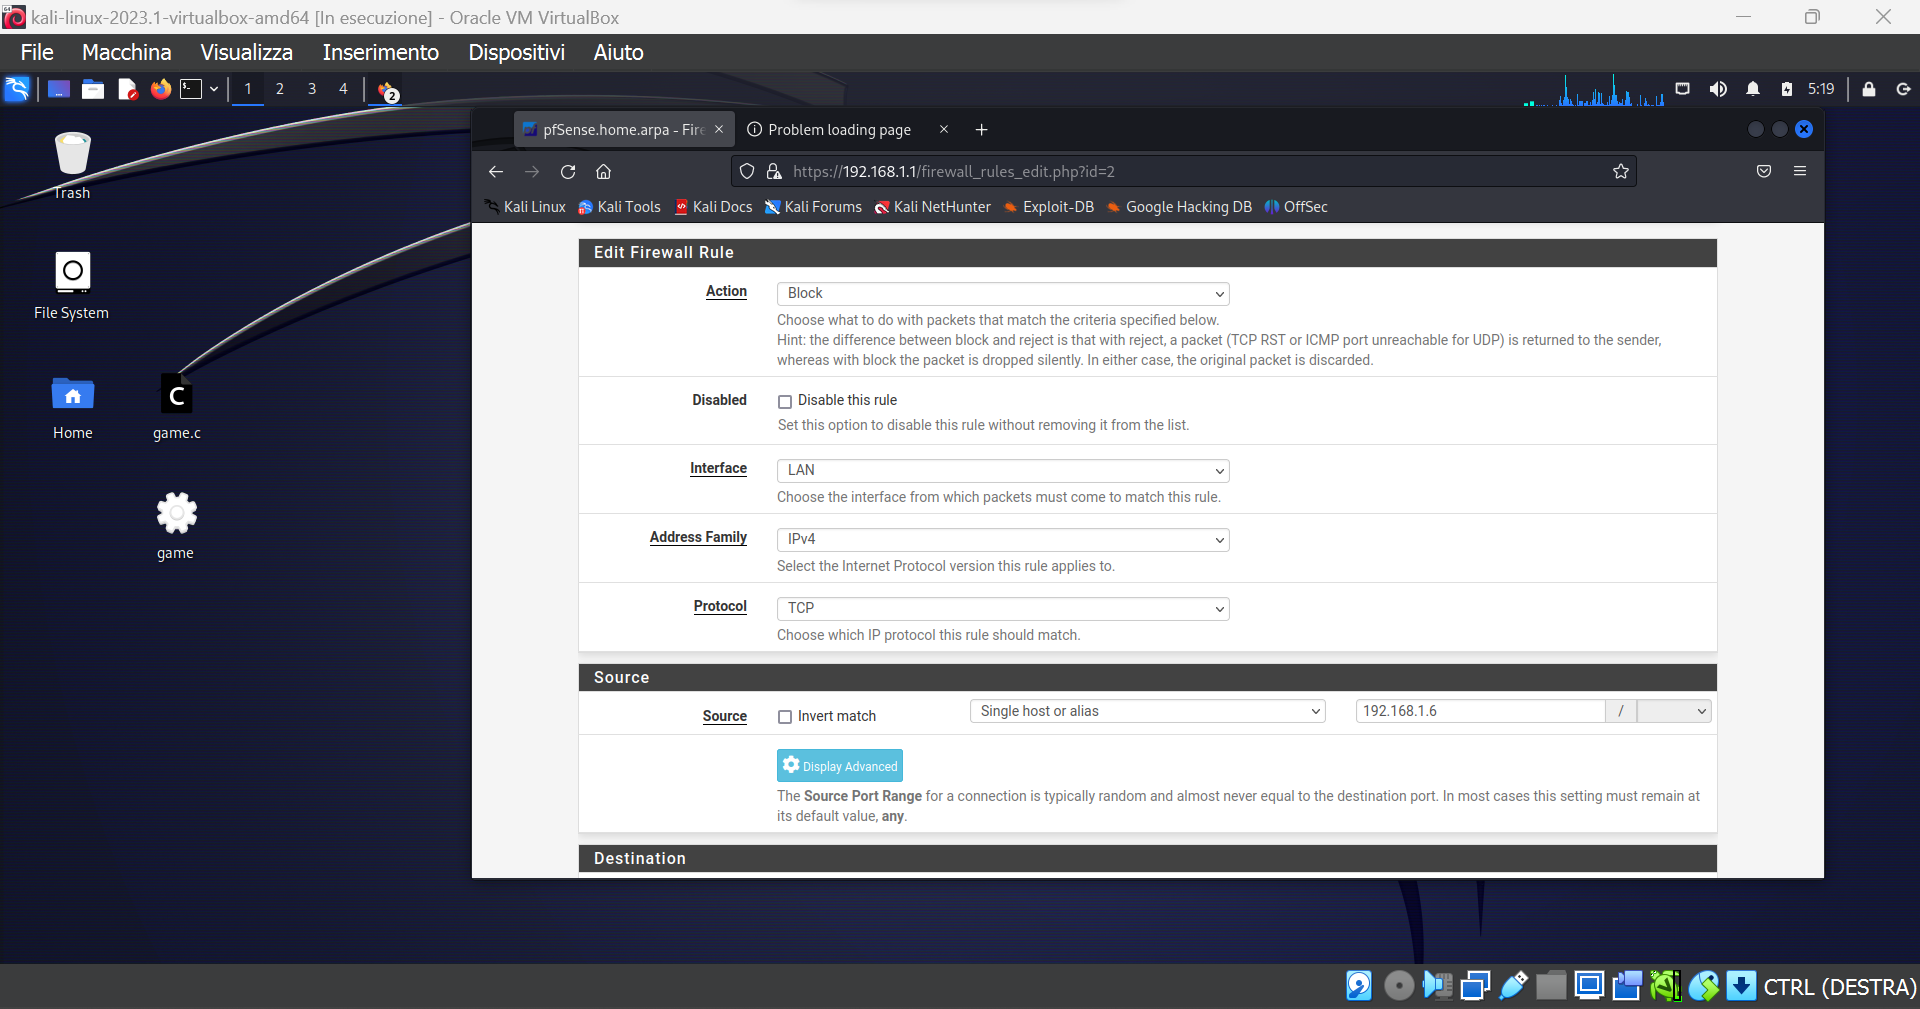 kali-linux-2023.1-virtualbox-amd64 [In esecuzione] - Oracle VM VirtualBox
File Macchina Visualizza Inserimento Dispositivi Aiuto
1 2 3 4 2 5:19
pfSense.home.arpa - Fire Problem loading page
https://192.168.1.1/firewall_rules_edit.php?id=2
Kali Linux Kali Tools Kali Docs Kali Forums Kali NetHunter Exploit-DB Google Hacking DB OffSec
Trash
File System
Home
C
game.c
game
Edit Firewall Rule
Action Block
Choose what to do with packets that match the criteria specified below.
Hint: the difference between block and reject is that with reject, a packet (TCP RST or ICMP port unreachable for UDP) is returned to the sender,
whereas with block the packet is dropped silently. In either case, the original packet is discarded.
Disabled Disable this rule
Set this option to disable this rule without removing it from the list.
Interface LAN
Choose the interface from which packets must come to match this rule.
Address Family IPv4
Select the Internet Protocol version this rule applies to.
Protocol TCP
Choose which IP protocol this rule should match.
Source
Source Invert match Single host or alias 192.168.1.6 /
Display Advanced
The Source Port Range for a connection is typically random and almost never equal to the destination port. In most cases this setting must remain at
its default value, any.
Destination
CTRL (DESTRA)